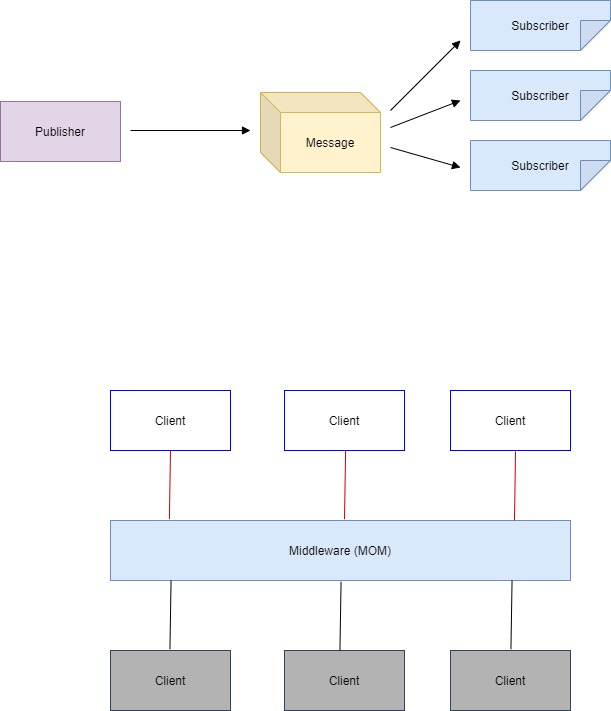 Subscriber
Subscriber
Publisher
Message
Subscriber
Client
Client
Client
Middleware (MOM)
Client
Client
Client